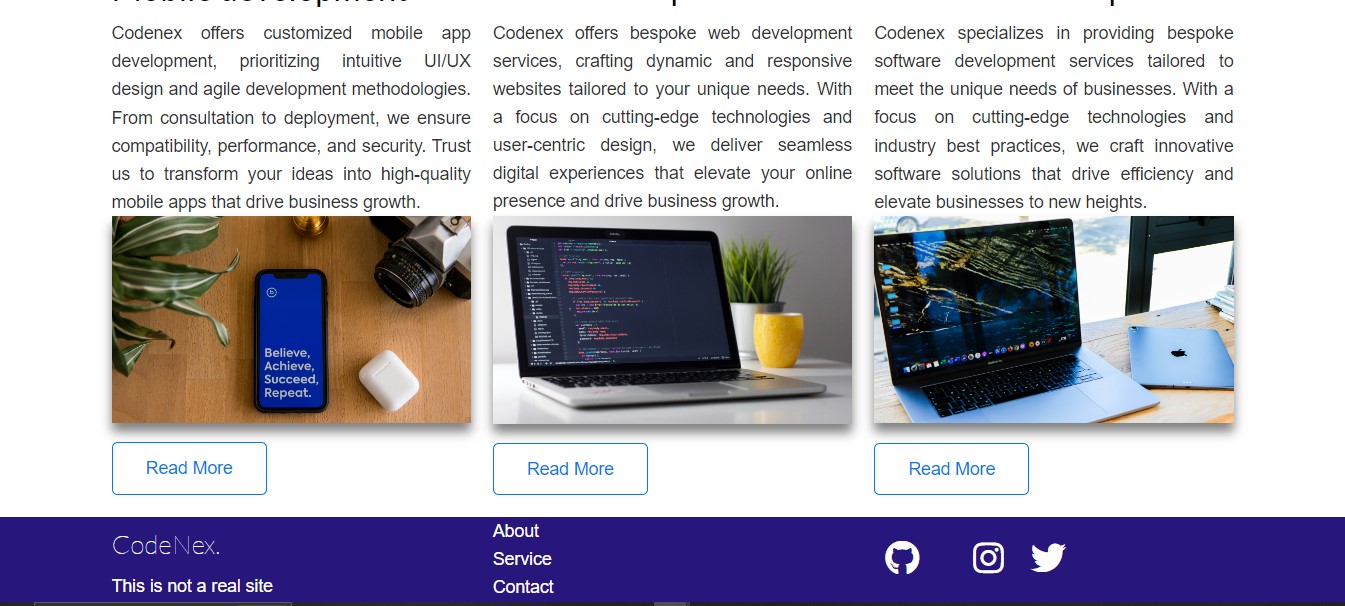 Mobile development
Codenex offers customized mobile app
development, prioritizing intuitive UI/UX
design and agile development methodologies.
From consultation to deployment, we ensure
compatibility, performance, and security. Trust
us to transform your ideas into high-quality
mobile apps that drive business growth.
Believe,
Achieve,
Succeed,
Repeat.
Read More
Codenex offers bespoke web development
services, crafting dynamic and responsive
websites tailored to your unique needs. With
a focus on cutting-edge technologies and
user-centric design, we deliver seamless
digital experiences that elevate your online
presence and drive business growth.
Read More
Codenex specializes in providing bespoke
software development services tailored to
meet the unique needs of businesses. With a
focus on cutting-edge technologies and
industry best practices, we craft innovative
software solutions that drive efficiency and
elevate businesses to new heights.
Read More
CodeNex.
This is not a real site
About
Service
Contact